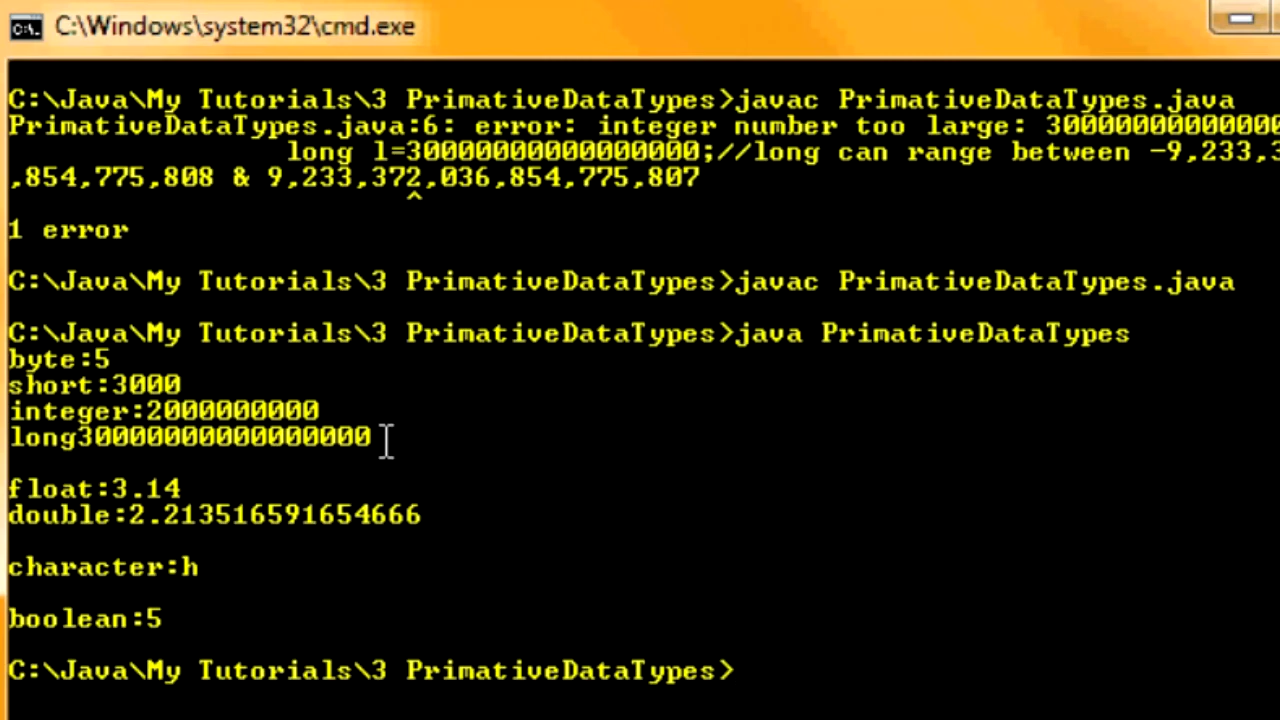 C:\Windows\system32\cmd.exe
C:\Java\My Tutorials\3 PrimativeDataTypes>javac PrimativeDataTypes.java
PrimativeDataTypes.java:6: error: integer number too large: 3000000000000000
long l=30000000000000000;//long can range between -9,233,3
,854,775,808 & 9,233,372,036,854,775,807
^
1 error
C:\Java\My Tutorials\3 PrimativeDataTypes>javac PrimativeDataTypes.java
C:\Java\My Tutorials\3 PrimativeDataTypes>java PrimativeDataTypes
byte:5
short:3000
integer:2000000000
long30000000000000000
float:3.14
double:2.213516591654666
character:h
boolean:5
C:\Java\My Tutorials\3 PrimativeDataTypes>